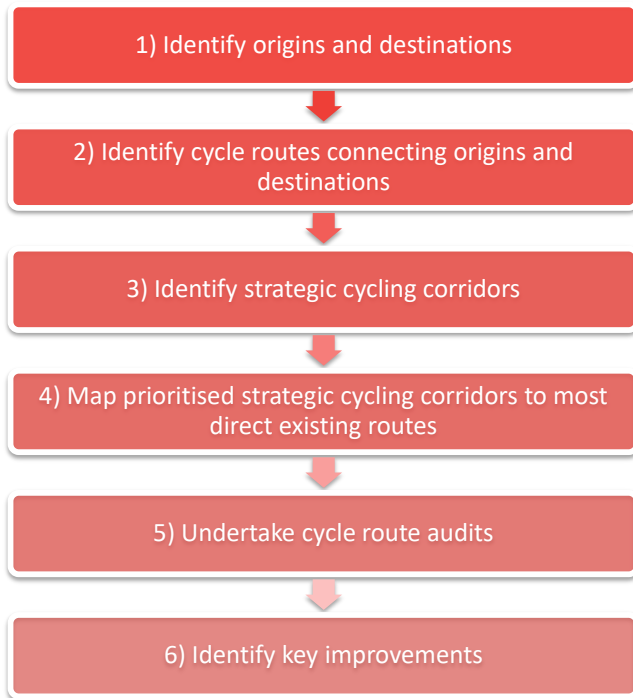 1) Identify origins and destinations
2) Identify cycle routes connecting origins and
destinations
3) Identify strategic cycling corridors
4) Map prioritised strategic cycling corridors to most
direct existing routes
5) Undertake cycle route audits
6) Identify key improvements